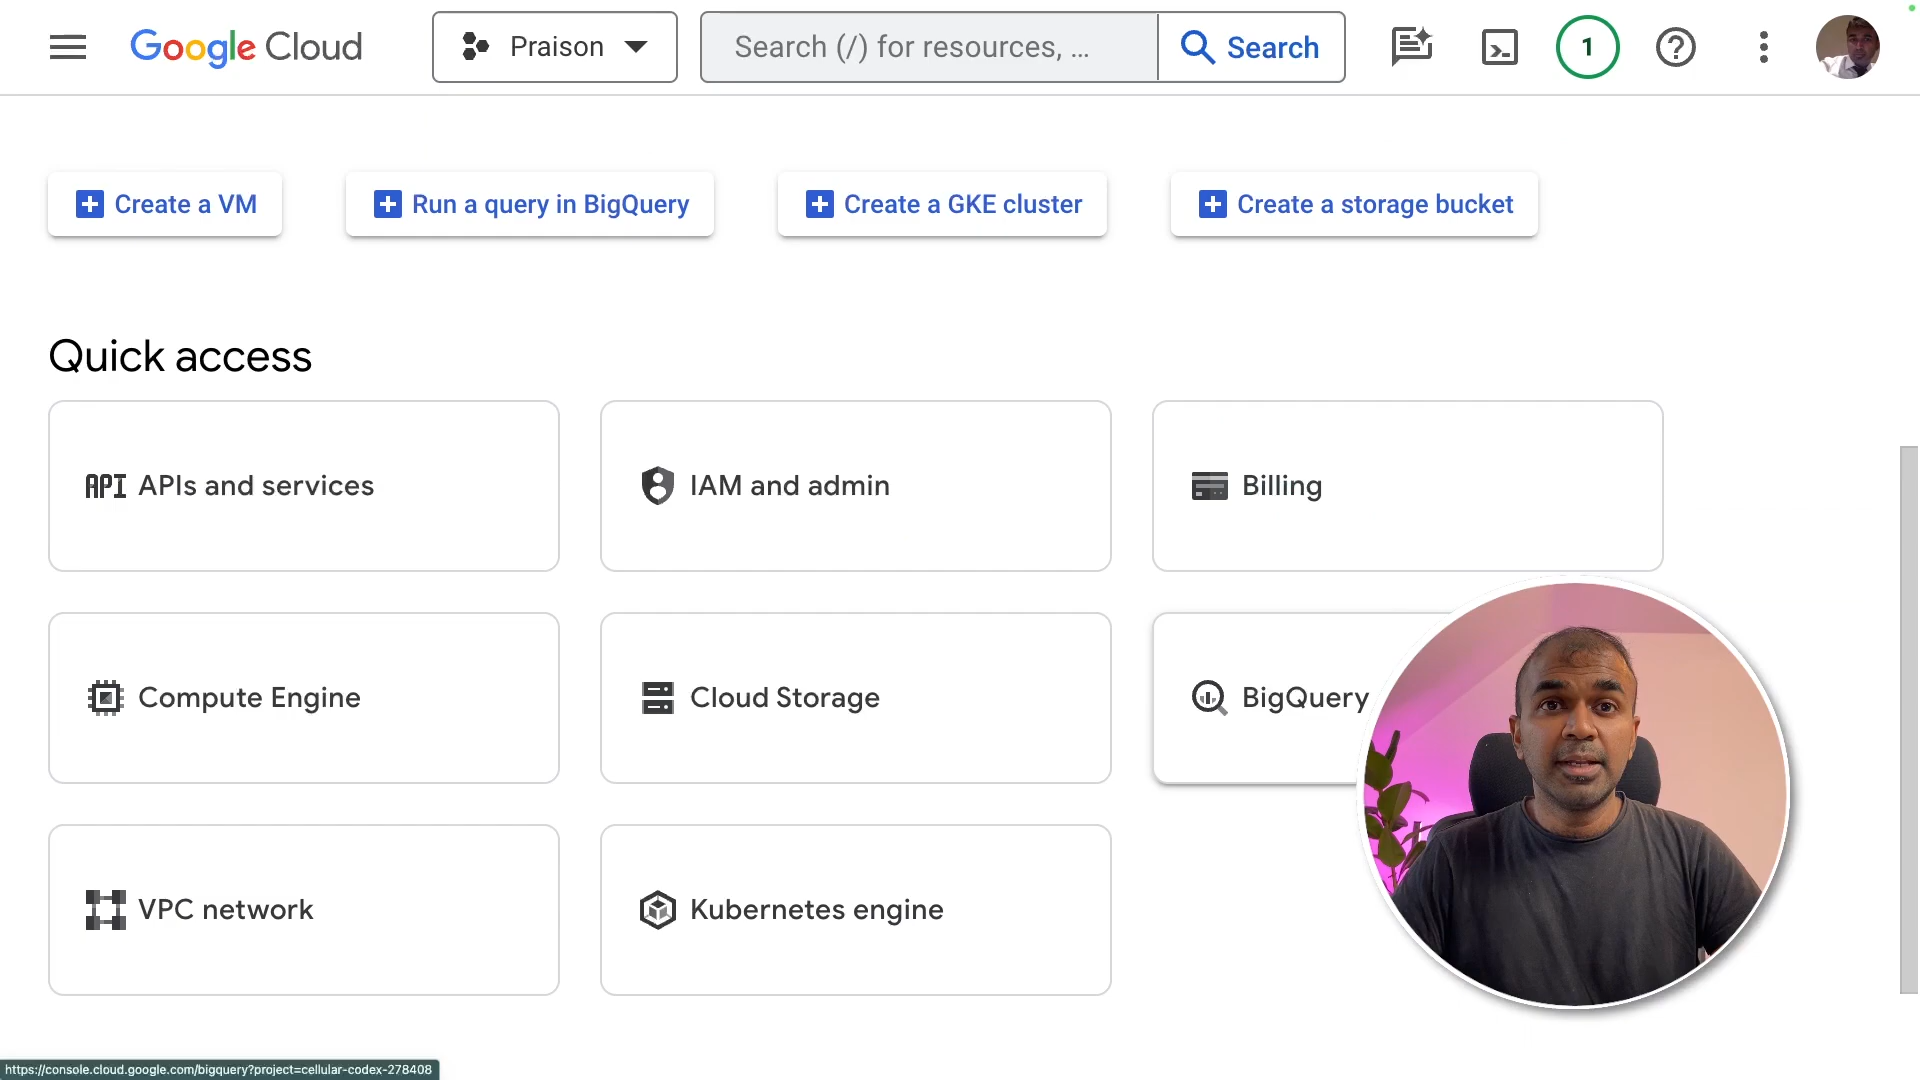 Google Cloud
Praison
Search (/) for resources, ...
Search
1
Create a VM
Run a query in BigQuery
Create a GKE cluster
Create a storage bucket
Quick access
API APIs and services
IAM and admin
Billing
Compute Engine
Cloud Storage
BigQuery
VPC network
Kubernetes engine
https://console.cloud.google.com/bigquery?project=cellular-codex-278408